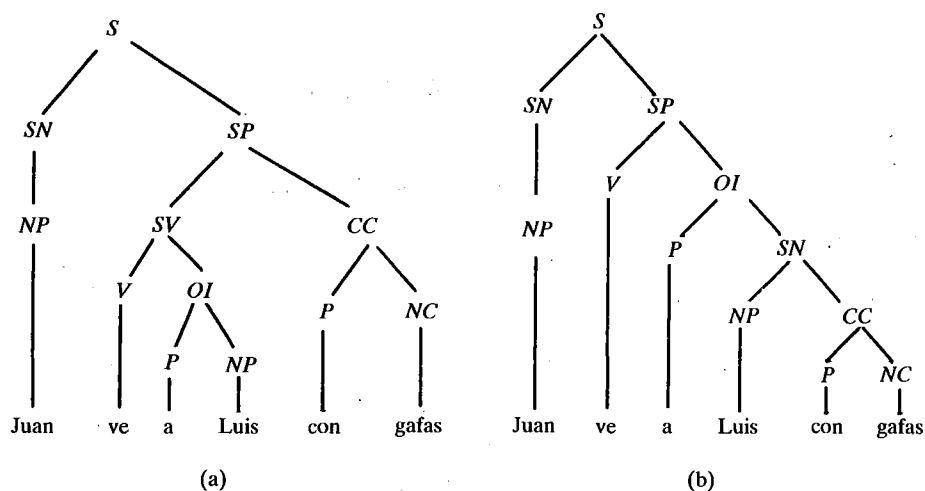 S
SN SP
NP SV CC
V OI P NC
P NP
Juan ve a Luis con gafas
(a)
S
SN SP
V OI
NP P SN
NP CC
P NC
Juan ve a Luis con gafas
(b)